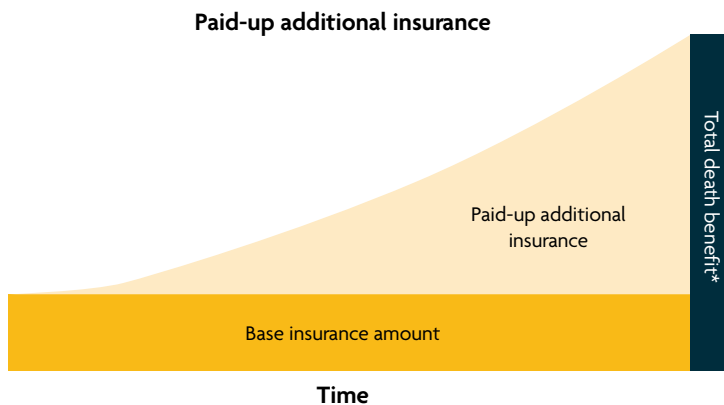 Paid-up additional insurance
Paid-up additional
insurance
Total death benefit*
Base insurance amount
Time